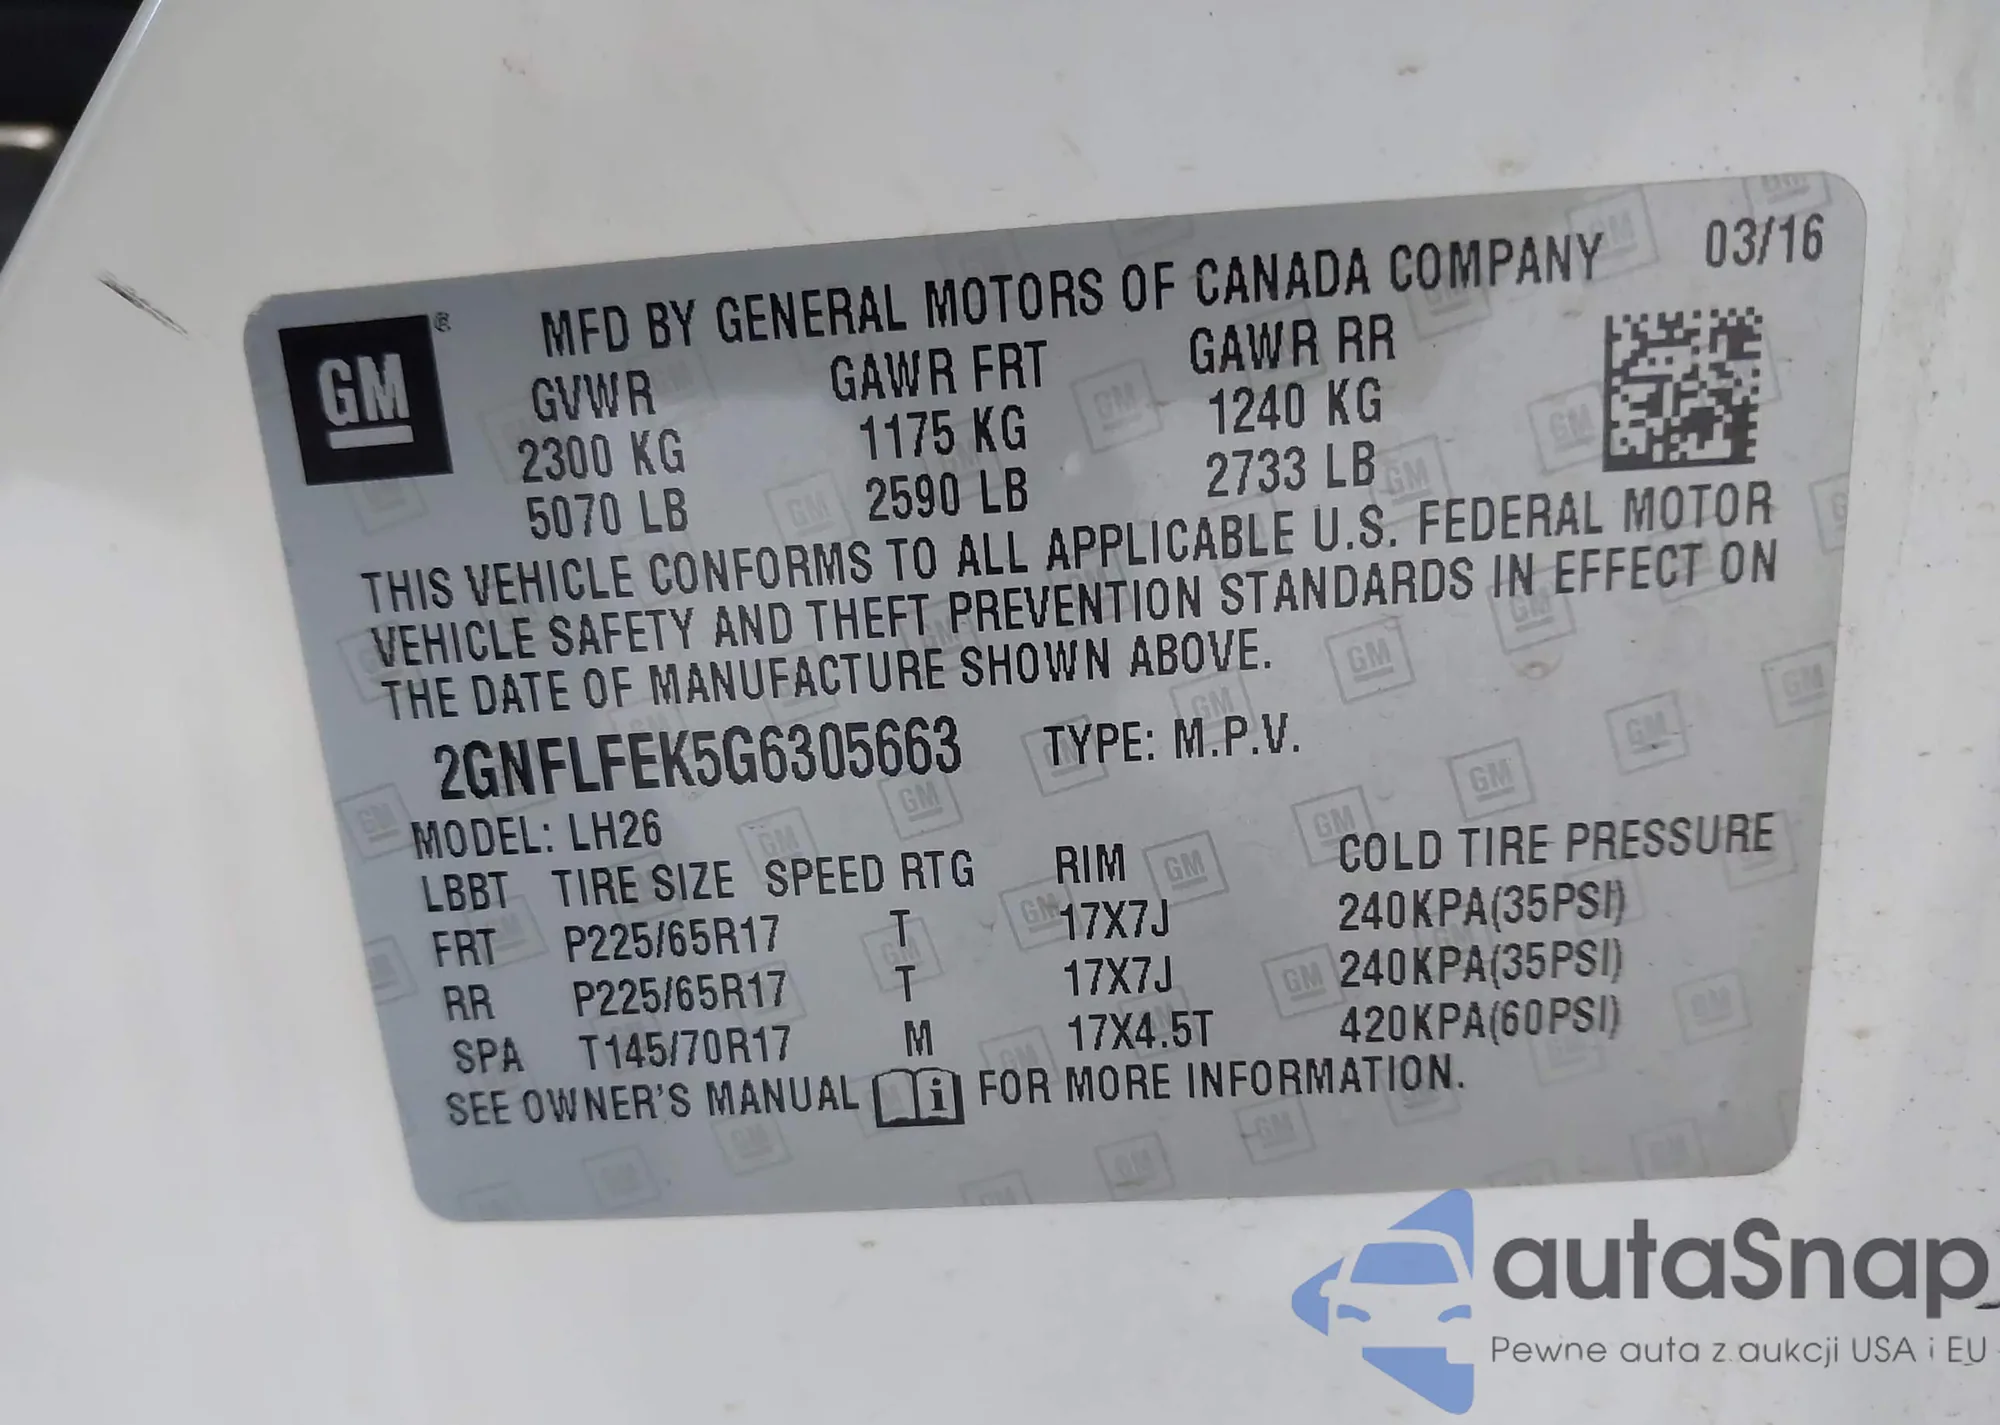 GM®
MFD BY GENERAL MOTORS OF CANADA COMPANY 03/16
GVWR GAWR FRT GAWR RR
2300 KG 1175 KG 1240 KG
5070 LB 2590 LB 2733 LB
THIS VEHICLE CONFORMS TO ALL APPLICABLE U.S. FEDERAL MOTOR
VEHICLE SAFETY AND THEFT PREVENTION STANDARDS IN EFFECT ON
THE DATE OF MANUFACTURE SHOWN ABOVE.
2GNFLFEK5G6305663 TYPE: M.P.V.
MODEL: LH26
LBBT TIRE SIZE SPEED RTG RIM COLD TIRE PRESSURE
FRT P225/65R17 T 17X7J 240KPA(35PSI)
RR P225/65R17 T 17X7J 240KPA(35PSI)
SPA T145/70R17 M 17X4.5T 420KPA(60PSI)
SEE OWNER'S MANUAL i FOR MORE INFORMATION.
autaSnap
Pewne auta z aukcji USA i EU